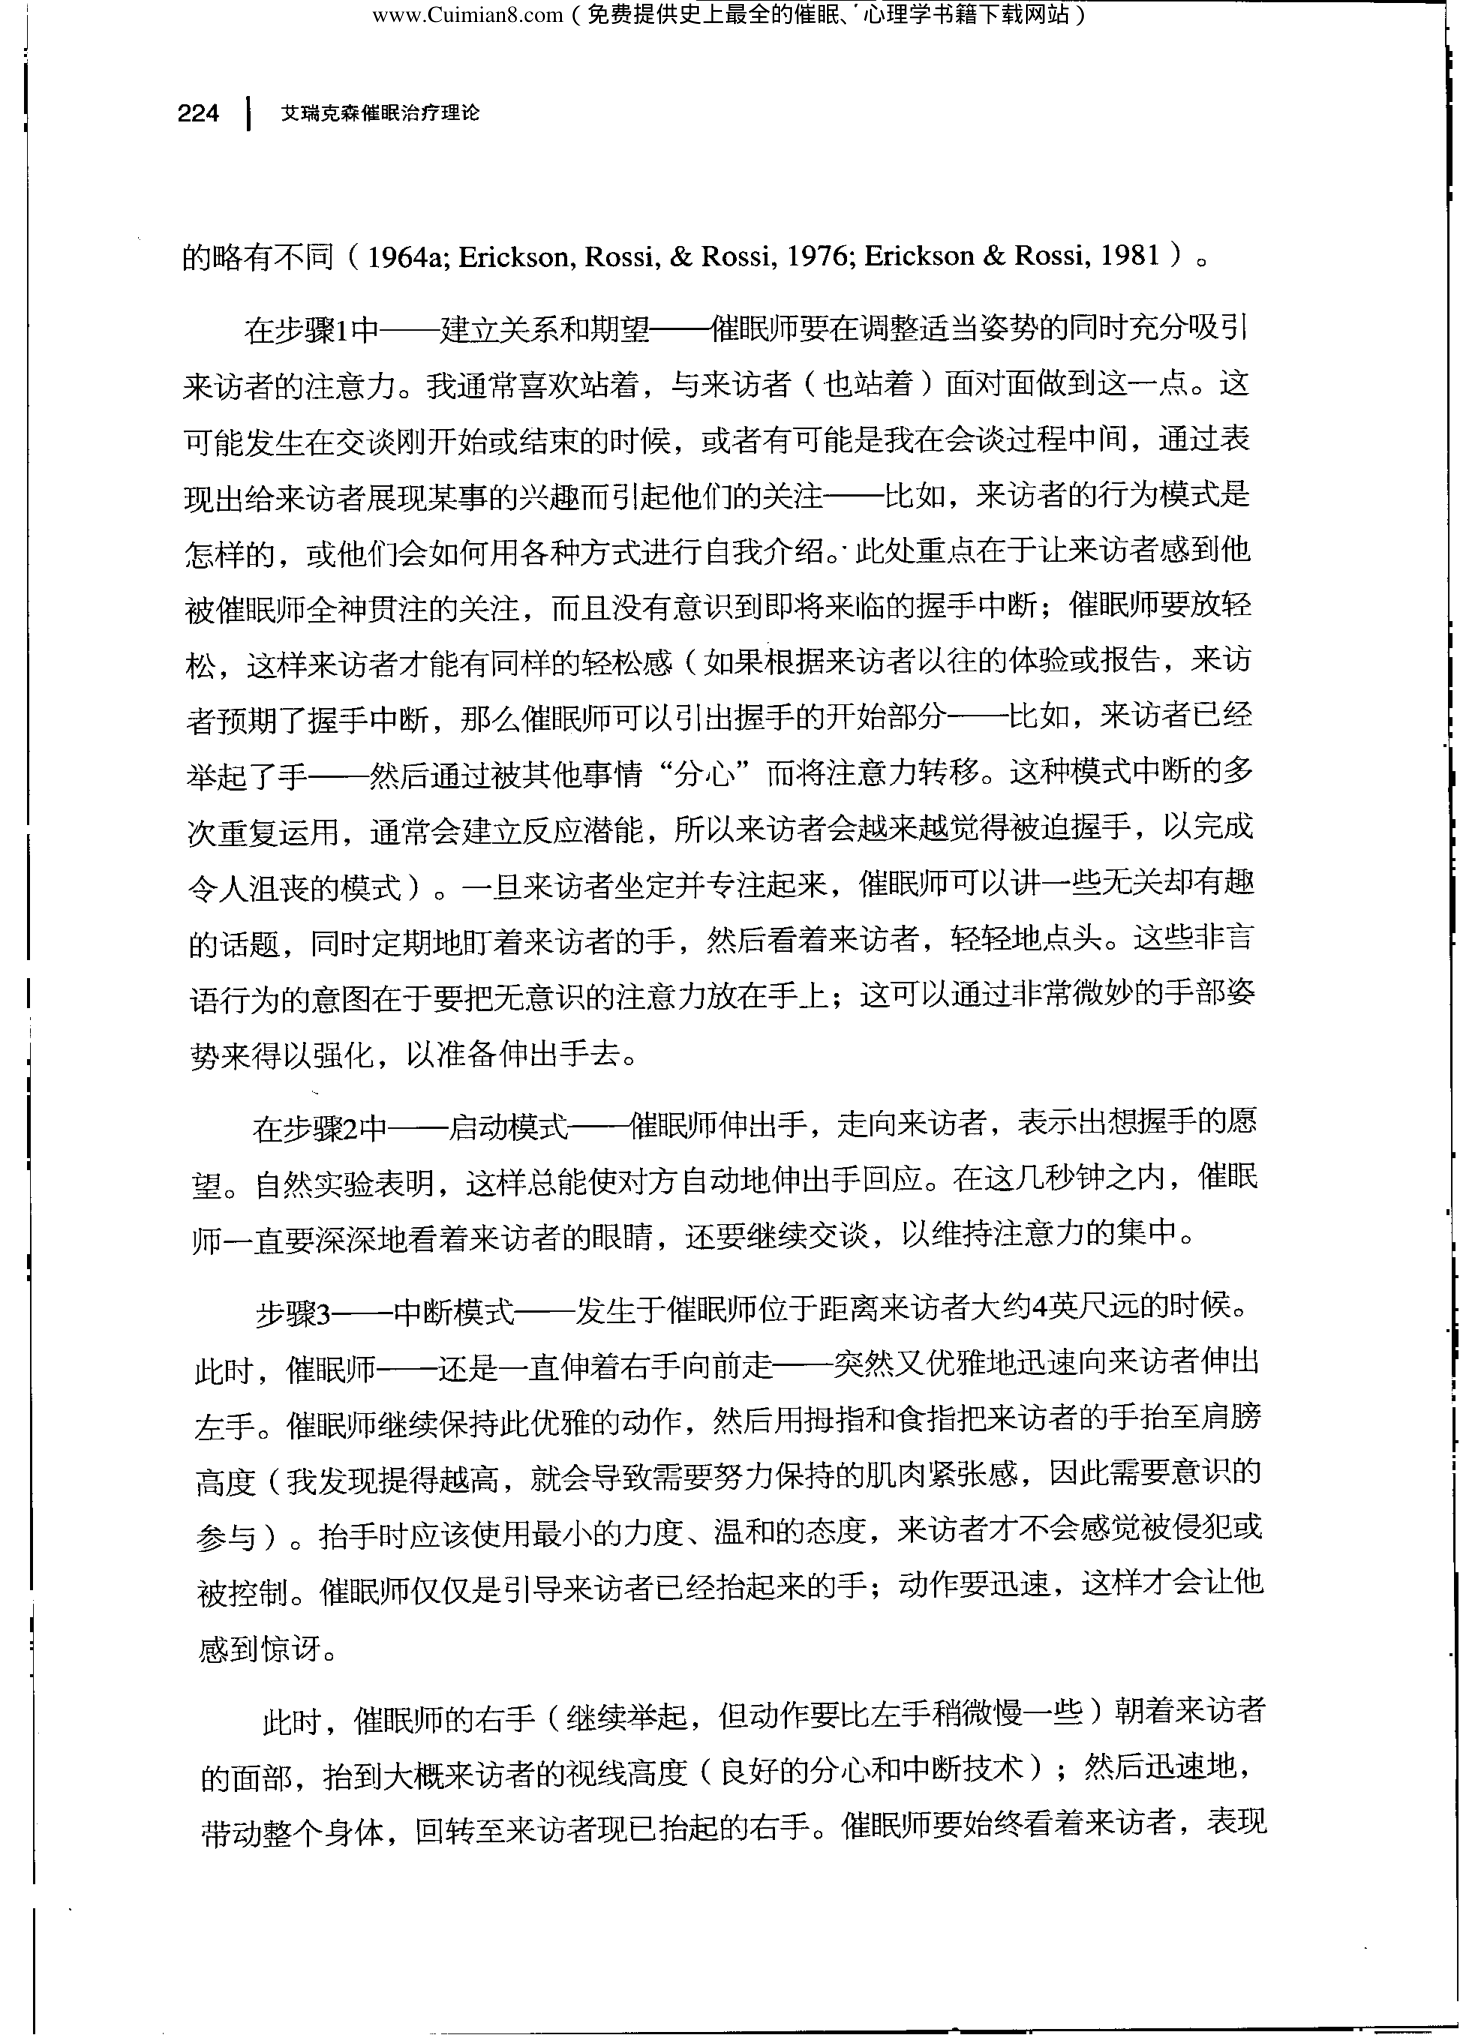 www.Cuimian8.com（免费提供史上最全的催眠、心理学书籍下载网站）
224 艾瑞克森催眠治疗理论
的略有不同（1964a; Erickson, Rossi, & Rossi, 1976; Erickson & Rossi, 1981）。
在步骤1中——建立关系和期望——催眠师要在调整适当姿势的同时充分吸引
来访者的注意力。我通常喜欢站着，与来访者（也站着）面对面做到这一点。这
可能发生在交谈刚开始或结束的时候，或者有可能是我在会谈过程中间，通过表
现出给来访者展现某事的兴趣而引起他们的关注——比如，来访者的行为模式是
怎样的，或他们会如何用各种方式进行自我介绍。此处重点在于让来访者感到他
被催眠师全神贯注的关注，而且没有意识到即将来临的握手中断；催眠师要放轻
松，这样来访者才能有同样的轻松感（如果根据来访者以往的体验或报告，来访
者预期了握手中断，那么催眠师可以引出握手的开始部分——比如，来访者已经
举起了手——然后通过被其他事情“分心”而将注意力转移。这种模式中断的多
次重复运用，通常会建立反应潜能，所以来访者会越来越觉得被迫握手，以完成
令人沮丧的模式）。一旦来访者坐定并专注起来，催眠师可以讲一些无关却有趣
的话题，同时定期地盯着来访者的手，然后看着来访者，轻轻地点头。这些非言
语行为的意图在于要把无意识的注意力放在手上；这可以通过非常微妙的手部姿
势来得以强化，以准备伸出手去。
在步骤2中——启动模式——催眠师伸出手，走向来访者，表示出想握手的愿
望。自然实验表明，这样总能使对方自动地伸出手回应。在这几秒钟之内，催眠
师一直要深深地看着来访者的眼睛，还要继续交谈，以维持注意力的集中。
步骤3——中断模式——发生于催眠师位于距离来访者大约4英尺远的时候。
此时，催眠师——还是一直伸着右手向前走——突然又优雅地迅速向来访者伸出
左手。催眠师继续保持此优雅的动作，然后用拇指和食指把来访者的手抬至肩膀
高度（我发现提得越高，就会导致需要努力保持的肌肉紧张感，因此需要意识的
参与）。抬手时应该使用最小的力度、温和的态度，来访者才不会感觉被侵犯或
被控制。催眠师仅仅是引导来访者已经抬起来的手；动作要迅速，这样才会让他
感到惊讶。
此时，催眠师的右手（继续举起，但动作要比左手稍微慢一些）朝着来访者
的面部，抬到大概来访者的视线高度（良好的分心和中断技术）；然后迅速地，
带动整个身体，回转至来访者现已抬起的右手。催眠师要始终看着来访者，表现